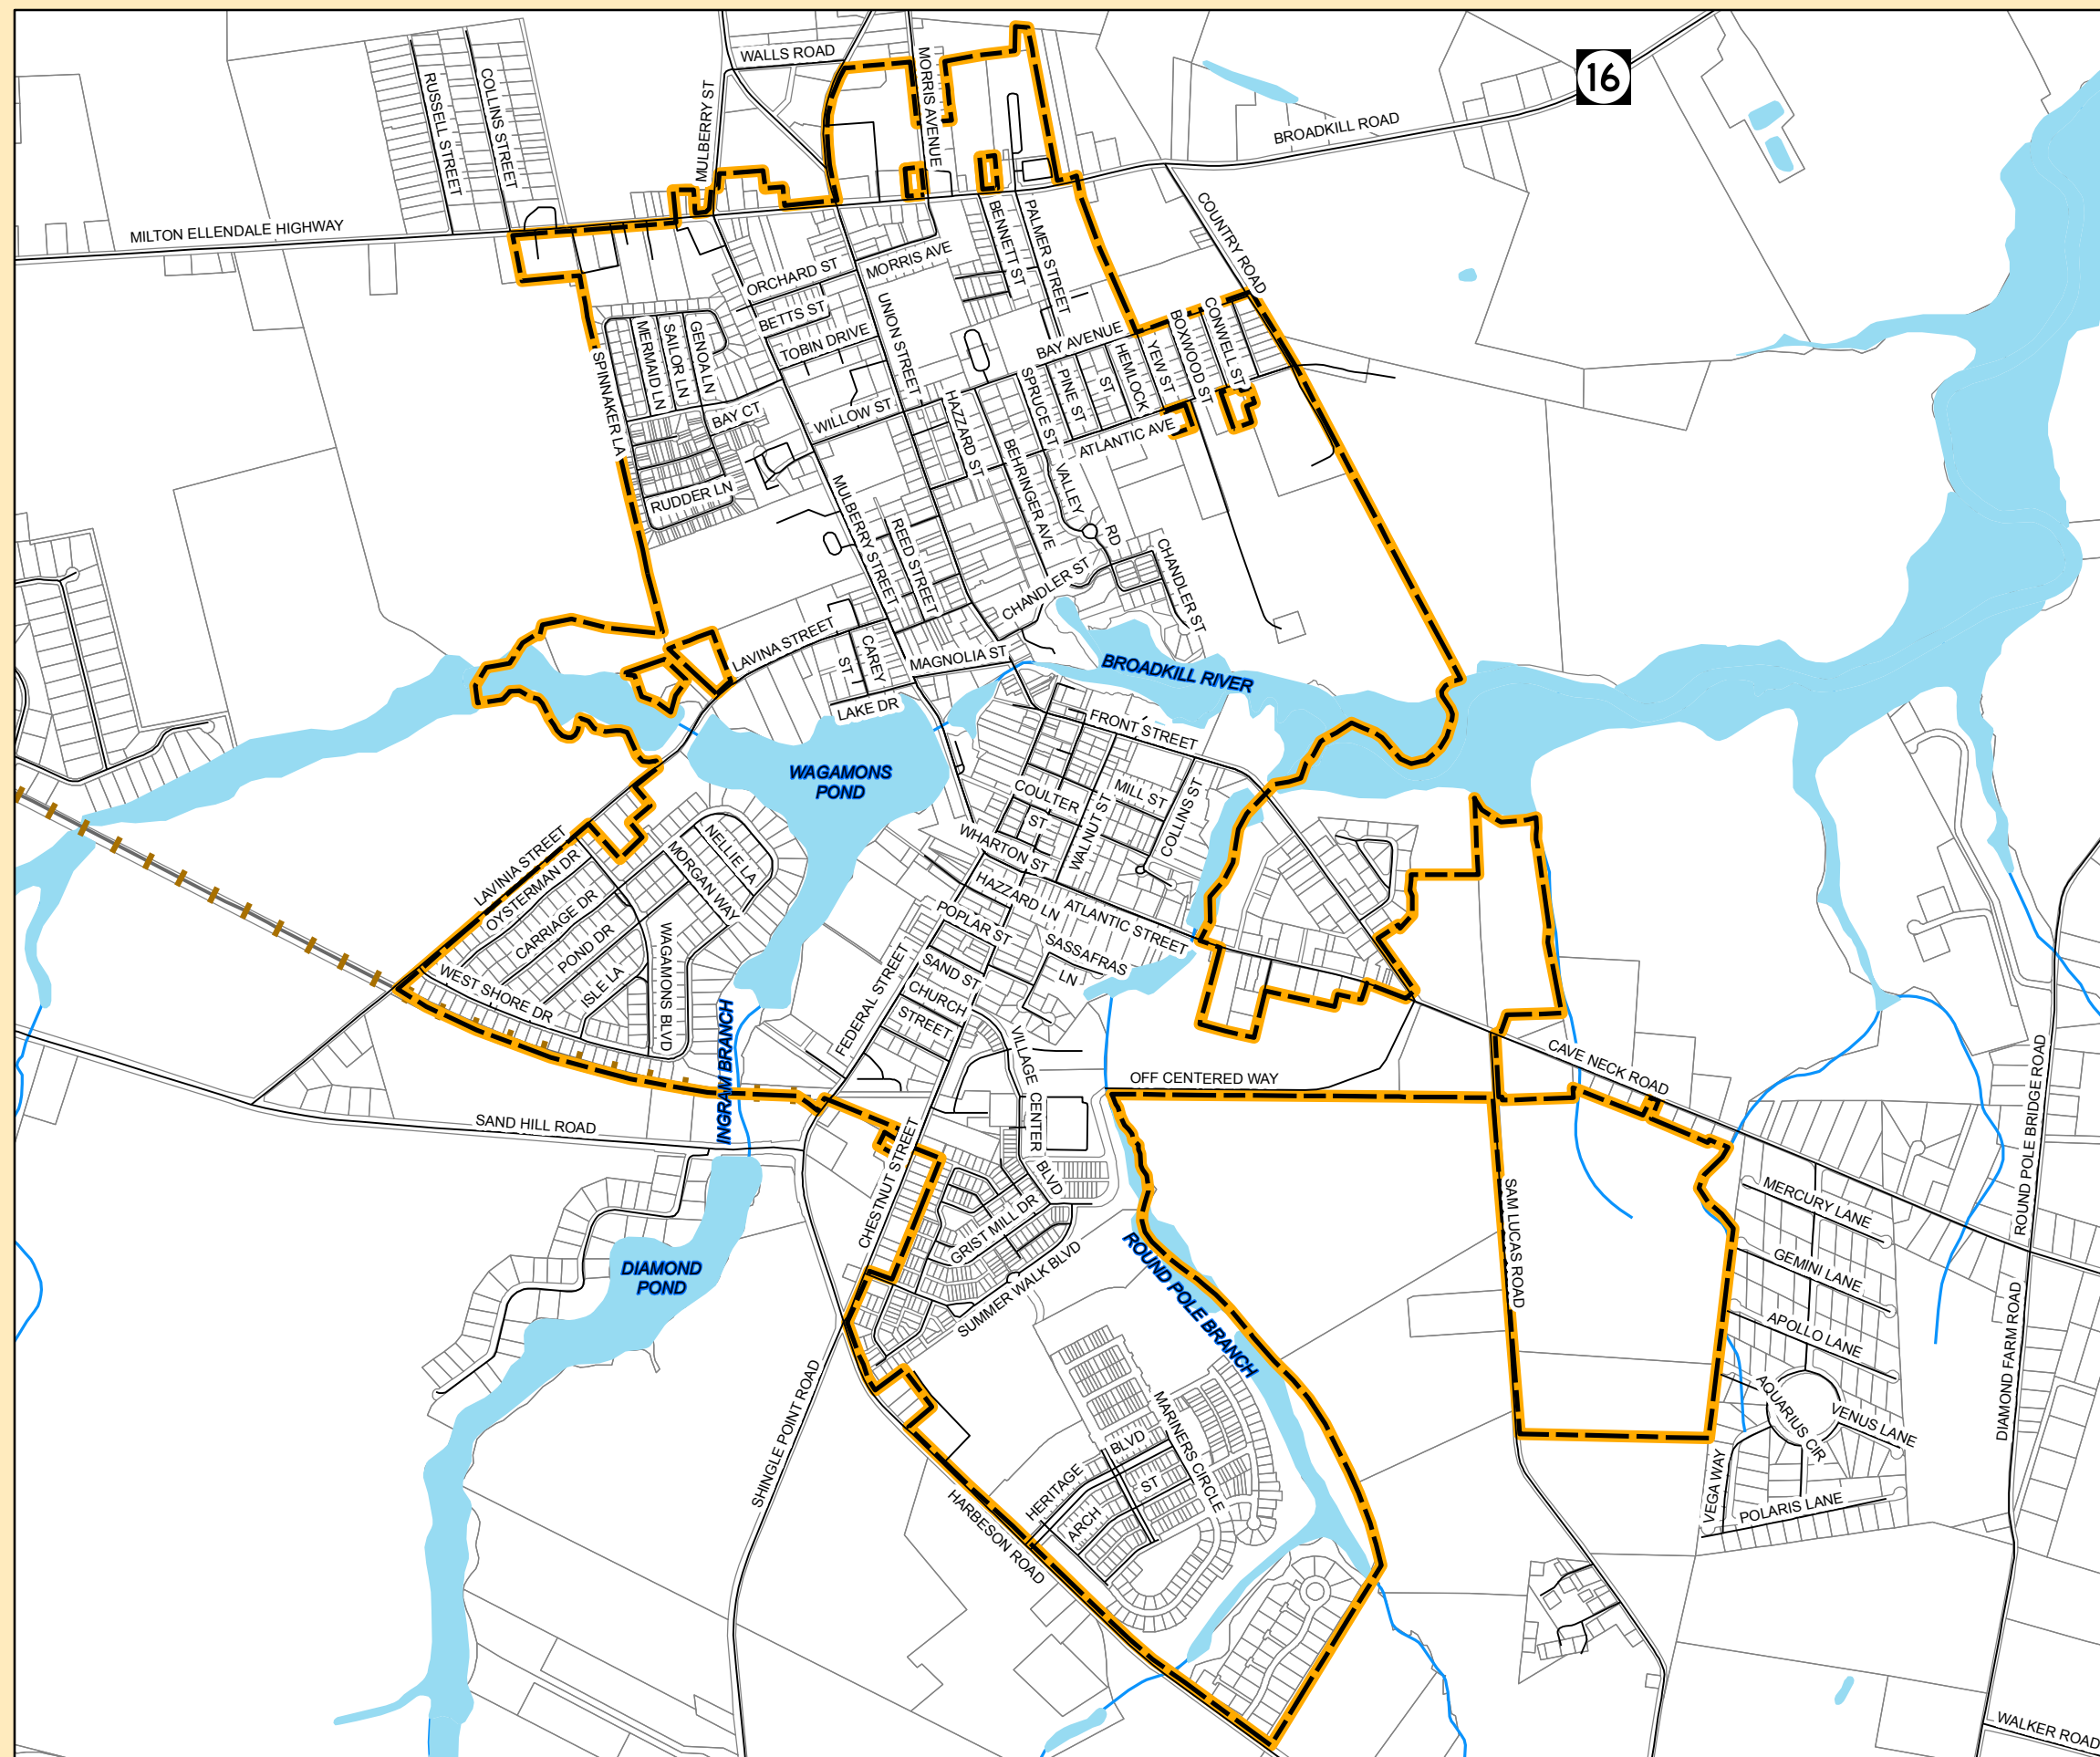 WALLS ROAD
MORRIS AVENUE
16
RUSSELL STREET
COLLINS STREET
MULBERRY ST
BROADKILL ROAD
MILTON ELLENDALE HIGHWAY
COUNTRY ROAD
BENNETT ST
PALMER STREET
ORCHARD ST
MORRIS AVE
BETTS ST
TOBIN DRIVE
UNION STREET
MERMAID LN
SAILOR LN
GENOA LN
SPINNAKER LA
BAY AVENUE
HEMLOCK
ST
YEW ST
BOXWOOD ST
CONWELL ST
PINE ST
SPRUCE ST
BAY CT
WILLOW ST
HAZZARD ST
ATLANTIC AVE
BEHRINGER AVE
VALLEY
RD
RUDDER LN
MULBERRY STREET
REED STREET
CHANDLER ST
CHANDLER ST
LAVINA STREET
CAREY
ST
MAGNOLIA ST
LAKE DR
BROADKILL RIVER
FRONT STREET
WAGAMONS
POND
COULTER
ST
MILL ST
WALNUT ST
COLLINS ST
WHARTON ST
HAZZARD LN
ATLANTIC STREET
POPLAR ST
SASSAFRAS
LN
SAND ST
CHURCH
STREET
FEDERAL STREET
LAVINIA STREET
OYSTERMAN DR
CARRIAGE DR
POND DR
ISLE LA
WEST SHORE DR
NELLIE LA
MORGAN WAY
WAGAMONS BLVD
INGRAM BRANCH
VILLAGE CENTER
BLVD
OFF CENTERED WAY
CAVE NECK ROAD
SAND HILL ROAD
CHESTNUT STREET
GRIST MILL DR
SUMMER WALK BLVD
DIAMOND
POND
ROUND POLE BRANCH
SAM LUCAS ROAD
MERCURY LANE
GEMINI LANE
APOLLO LANE
AQUARIUS CIR
VENUS LANE
VEGA WAY
POLARIS LANE
ROUND POLE BRIDGE ROAD
DIAMOND FARM ROAD
SHINGLE POINT ROAD
HARBESON ROAD
HERITAGE
BLVD
ARCH
ST
MARINERS CIRCLE
WALKER ROAD